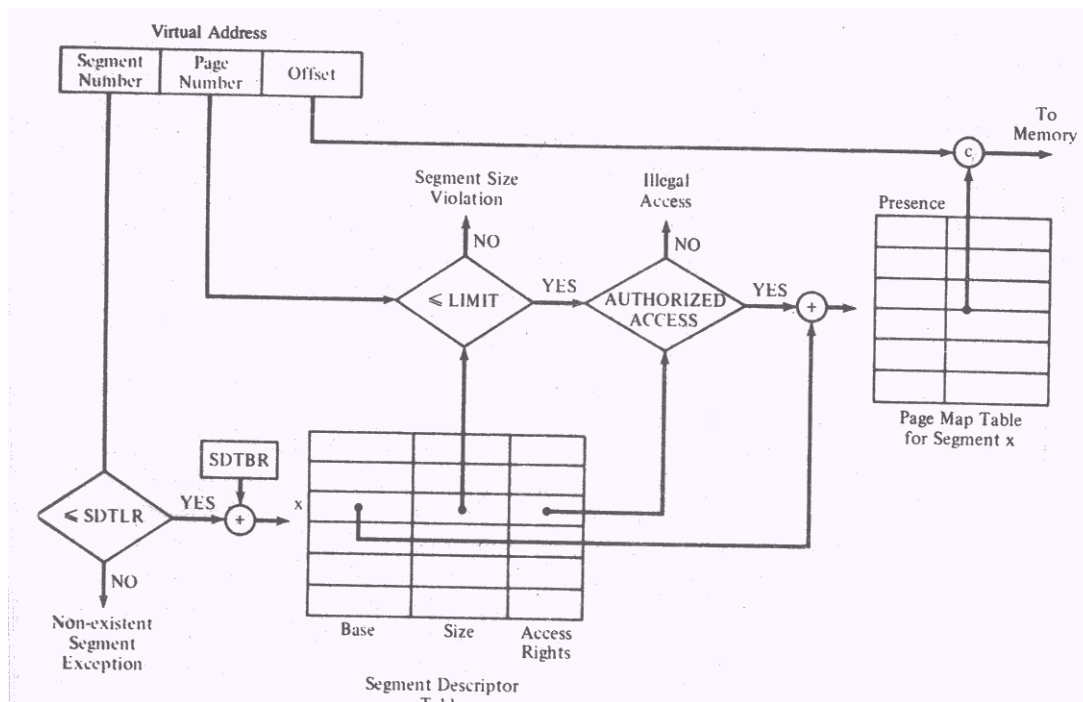 Virtual Address
Segment
Number
Page
Number
Offset
To
Memory
c
Segment Size
Violation
Illegal
Access
Presence
NO
NO
≤ LIMIT
YES
AUTHORIZED
ACCESS
YES
+
Page Map Table
for Segment x
SDTBR
x
≤ SDTLR
YES
+
NO
Non-existent
Segment
Exception
Base
Size
Access
Rights
Segment Descriptor